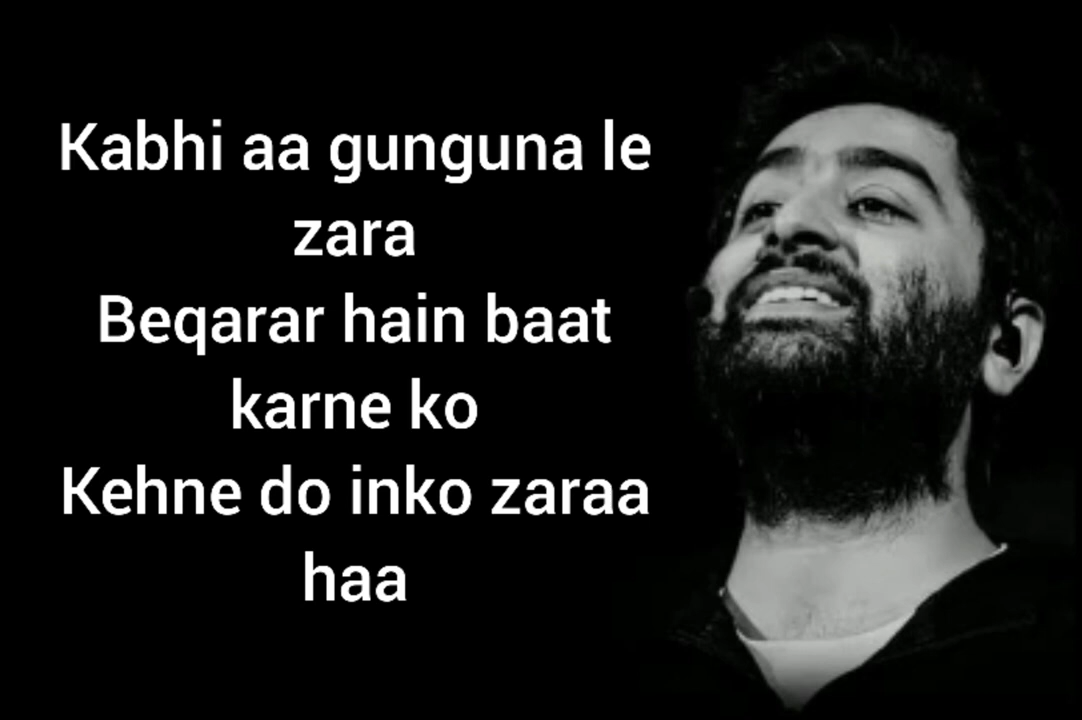 Kabhi aa gunguna le
zara
Beqarar hain baat
karne ko
Kehne do inko zaraa
haa